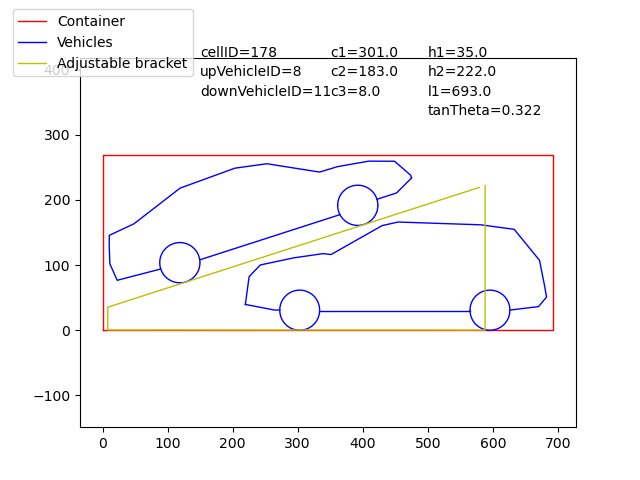 Container
Vehicles
Adjustable bracket
cellID=178 c1=301.0 h1=35.0
upVehicleID=8 c2=183.0 h2=222.0
downVehicleID=11c3=8.0 l1=693.0
tanTheta=0.322
400
300
200
100
0
−100
0 100 200 300 400 500 600 700